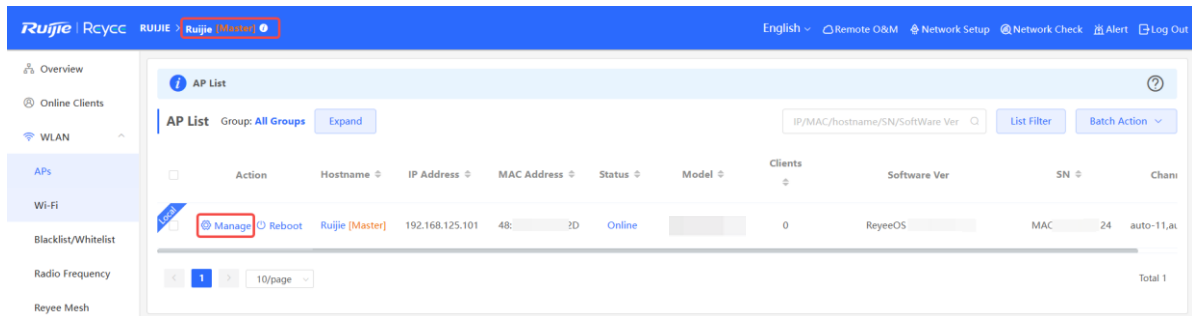 Ruijie | Rcycc RUIJIE > Ruijie [Master] English Remote O&M Network Setup Network Check Alert Log Out
Overview
AP List
Online Clients
AP List Group: All Groups Expand IP/MAC/hostname/SN/SoftWare Ver List Filter Batch Action
WLAN
APs
Action Hostname IP Address MAC Address Status Model Clients Software Ver SN Chann
Wi-Fi
Local
Manage Reboot Ruijie [Master] 192.168.125.101 48: 2D Online 0 ReyeeOS MAC 24 auto-11,au
Blacklist/Whitelist
Radio Frequency
< 1 > 10/page Total 1
Reyee Mesh